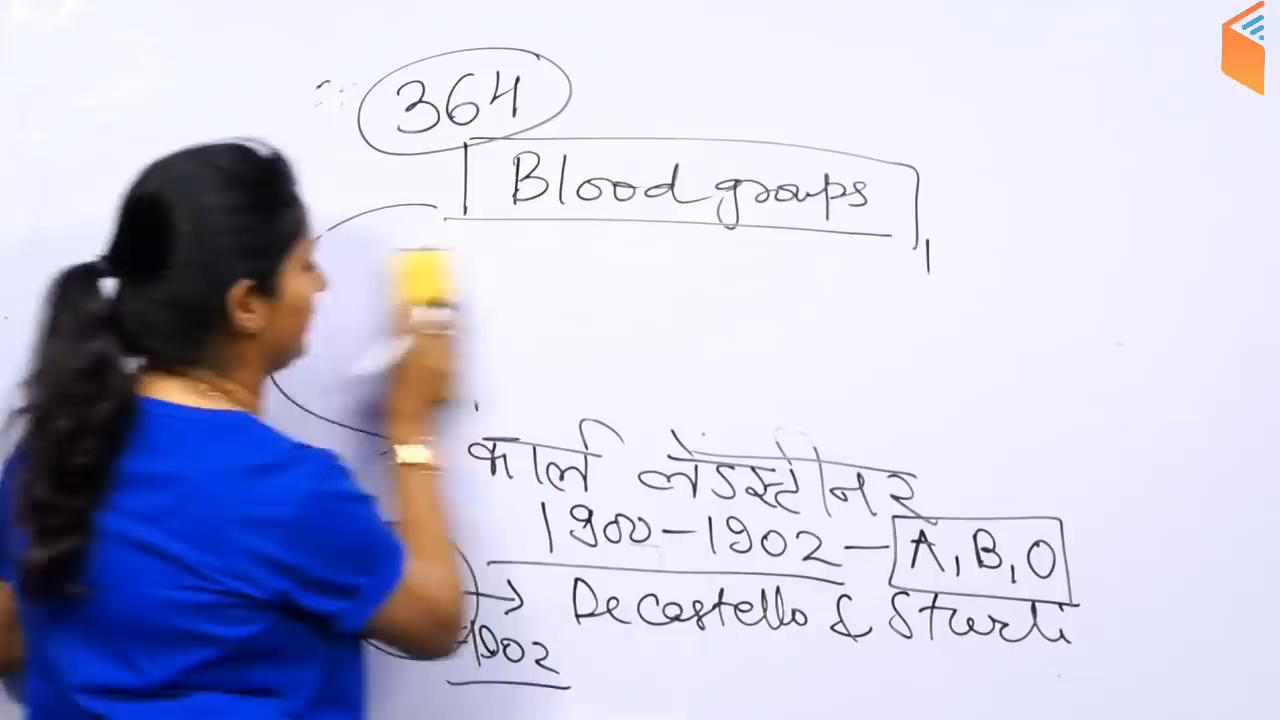 364
Blood groups
कार्ल लेडस्टीनर
1900-1902 - A, B, O
→ De Castello & Sturli
1902